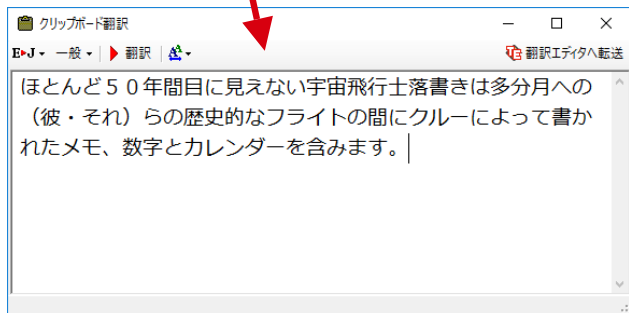 クリップボード翻訳
E▸J 一般 翻訳 A 翻訳エディタへ転送
ほとんど５０年間目に見えない宇宙飛行士落書きは多分月への
（彼・それ）らの歴史的なフライトの間にクルーによって書か
れたメモ、数字とカレンダーを含みます。